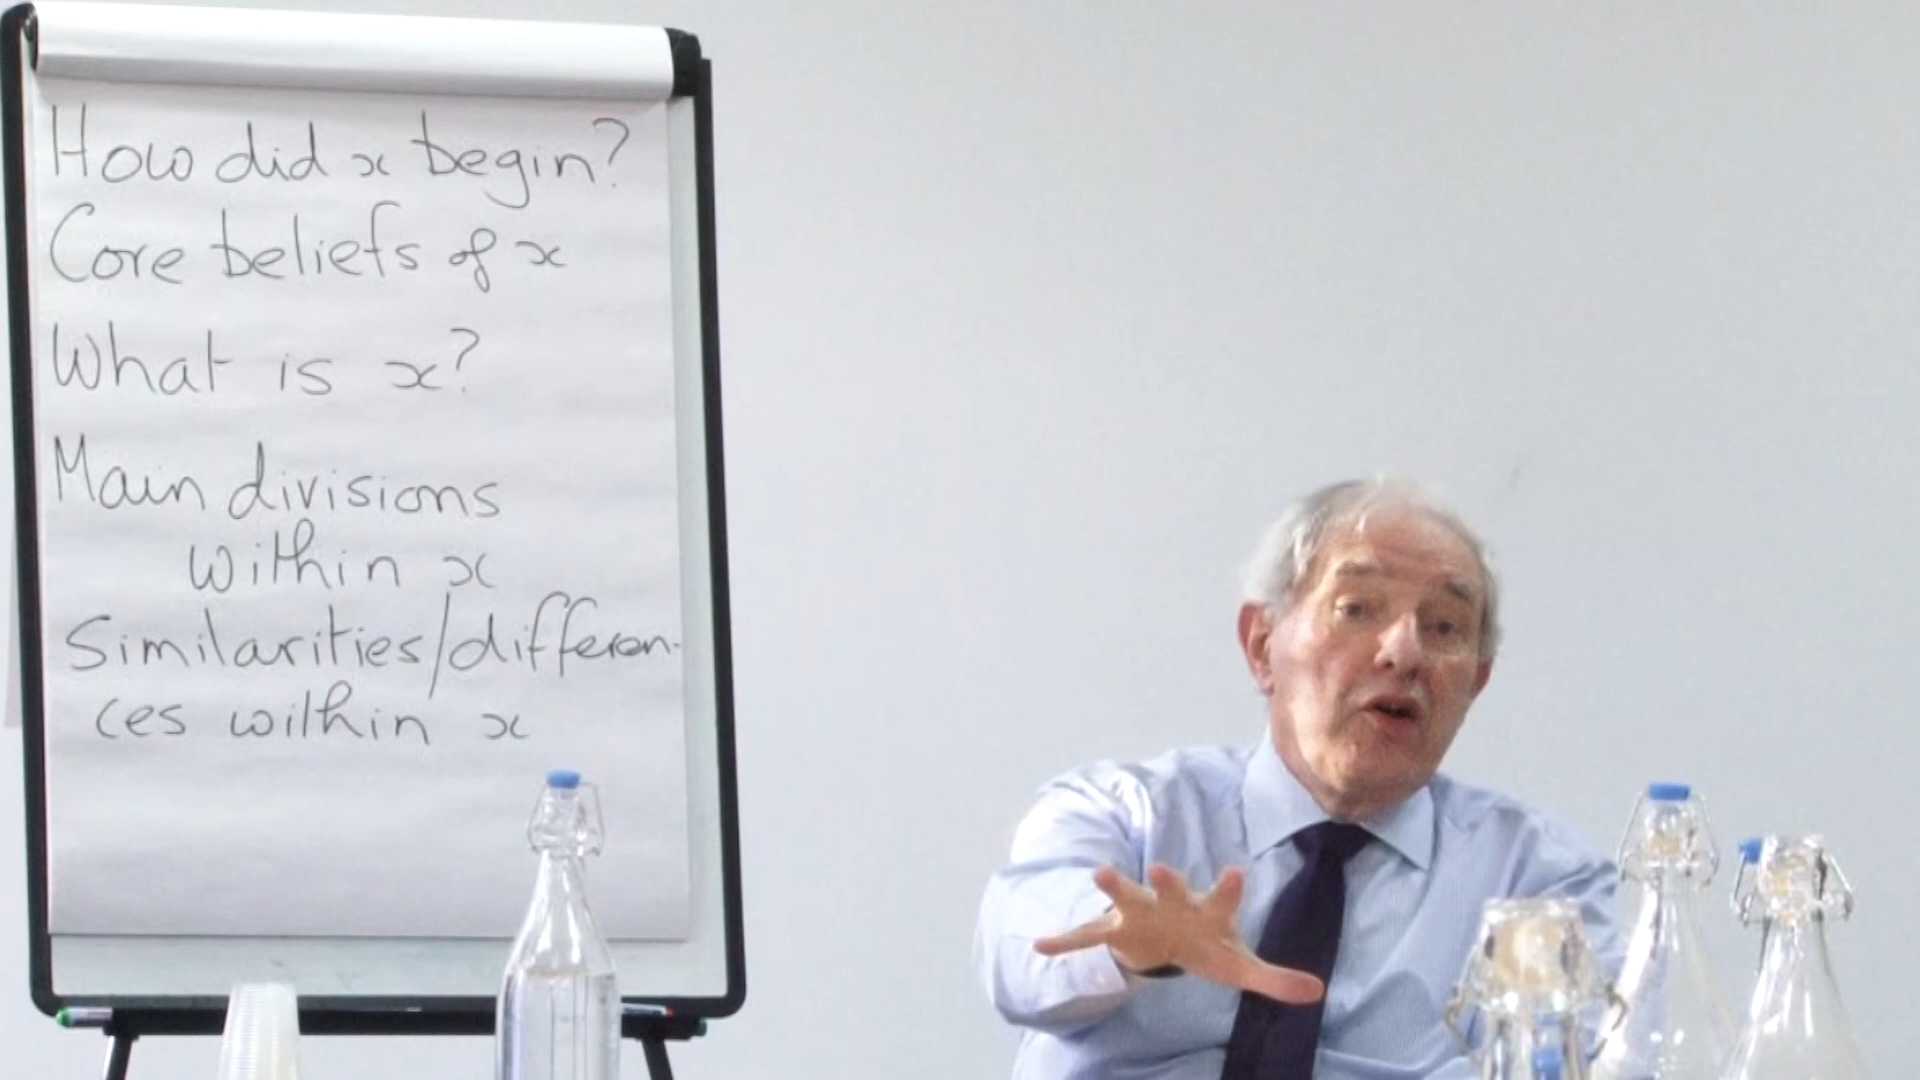 How did x begin?
Core beliefs of x
What is x?
Main divisions
within x
Similarities/differen-
ces within x